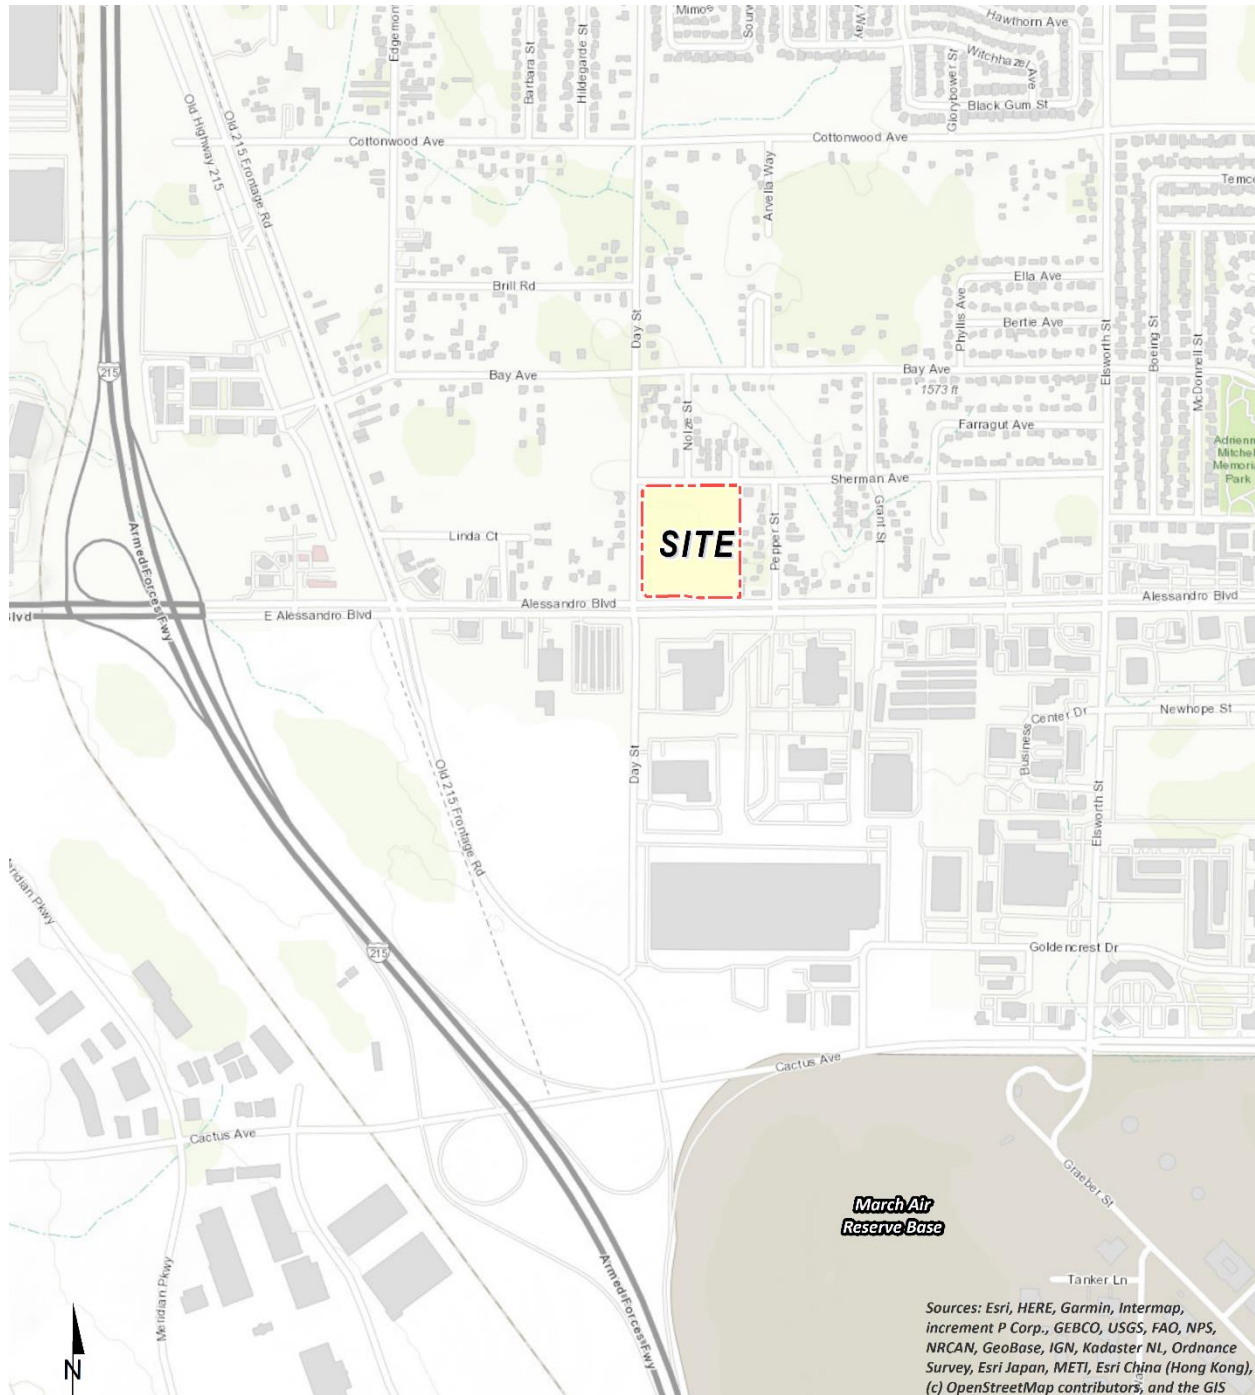 Mimos
Hawthorn Ave
Witchhazel Ave
Glorybower St
Black Gum St
Edgemont
Barbara St
Hildegarde St
Old Highway 215
Old 215 Frontage Rd
Cottonwood Ave
Cottonwood Ave
Arvella Way
Temco
Brill Rd
Ella Ave
Bertie Ave
Phyllis Ave
Day St
Elsworth St
Boeing St
McDonnell St
215
Bay Ave
Bay Ave
1573 ft
Nolze St
Farragut Ave
Adrienn
Mitchel
Memoria
Park
Sherman Ave
Grant St
Pepper St
SITE
Linda Ct
Armed Forces Fwy
Alessandro Blvd
Alessandro Blvd
E Alessandro Blvd
Blvd
Newhope St
Business Center Dr
Day St
Elsworth St
Old 215 Frontage Rd
eridian Pkwy
215
Goldencrest Dr
Cactus Ave
Cactus Ave
Graeber St
March Air
Reserve Base
Meridian Pkwy
Armed Forces Fwy
Tanker Ln
N
Sources: Esri, HERE, Garmin, Intermap,
increment P Corp., GEBCO, USGS, FAO, NPS,
NRCAN, GeoBase, IGN, Kadaster NL, Ordnance
Survey, Esri Japan, METI, Esri China (Hong Kong),
(c) OpenStreetMap contributors, and the GIS